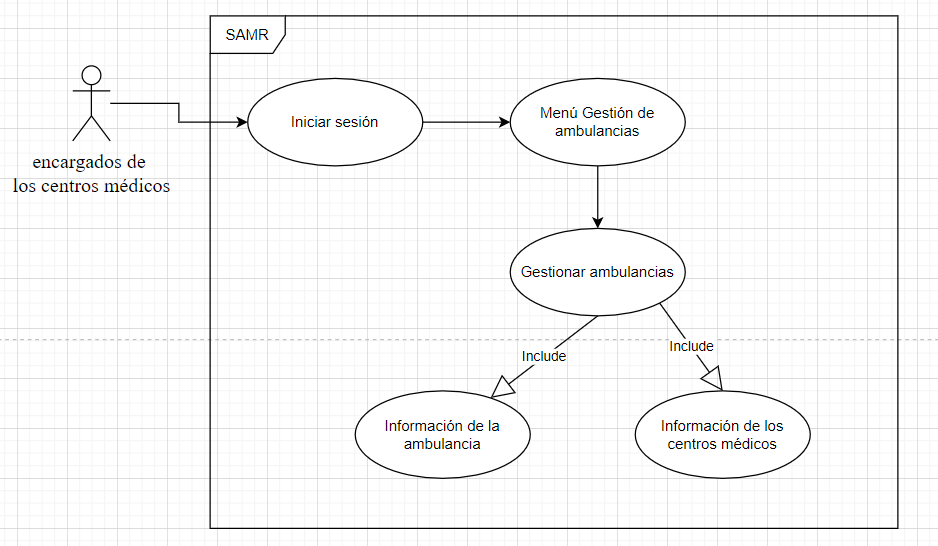 SAMR
Iniciar sesión
Menú Gestión de
ambulancias
encargados de
los centros médicos
Gestionar ambulancias
Include
Include
Información de la
ambulancia
Información de los
centros médicos